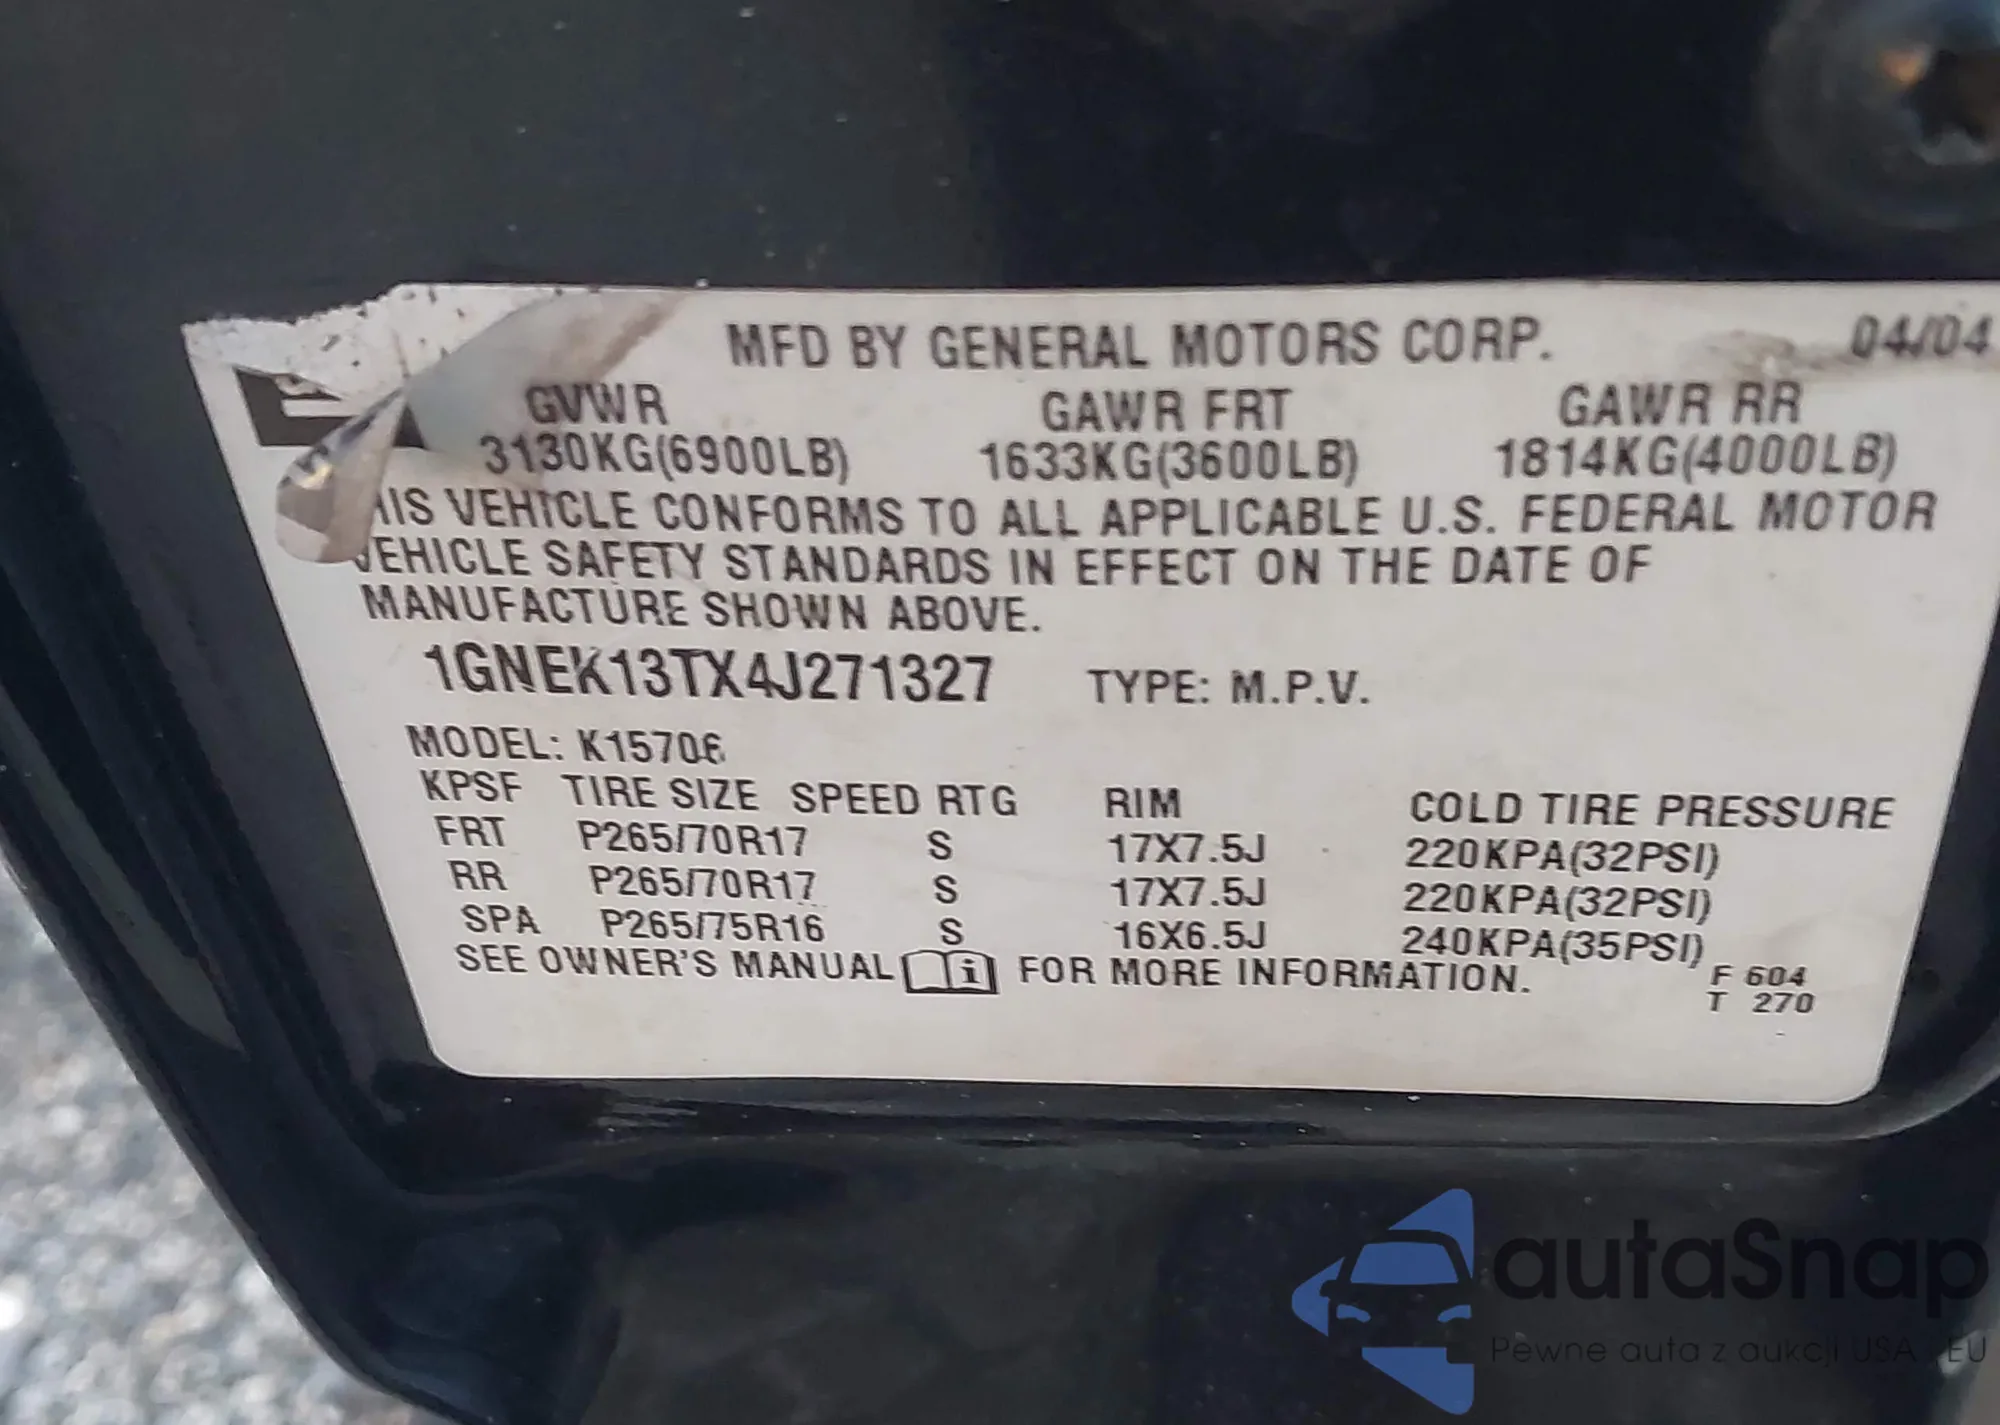 MFD BY GENERAL MOTORS CORP. 04/04
GVWR GAWR FRT GAWR RR
3130KG(6900LB) 1633KG(3600LB) 1814KG(4000LB)
HIS VEHICLE CONFORMS TO ALL APPLICABLE U.S. FEDERAL MOTOR
VEHICLE SAFETY STANDARDS IN EFFECT ON THE DATE OF
MANUFACTURE SHOWN ABOVE.
1GNEK13TX4J271327 TYPE: M.P.V.
MODEL: K15706
KPSF TIRE SIZE SPEED RTG RIM COLD TIRE PRESSURE
FRT P265/70R17 S 17X7.5J 220KPA(32PSI)
RR P265/70R17 S 17X7.5J 220KPA(32PSI)
SPA P265/75R16 S 16X6.5J 240KPA(35PSI)
SEE OWNER'S MANUAL i FOR MORE INFORMATION.
F 604
T 270
autaSnap
Pewne auta z aukcji USA i EU